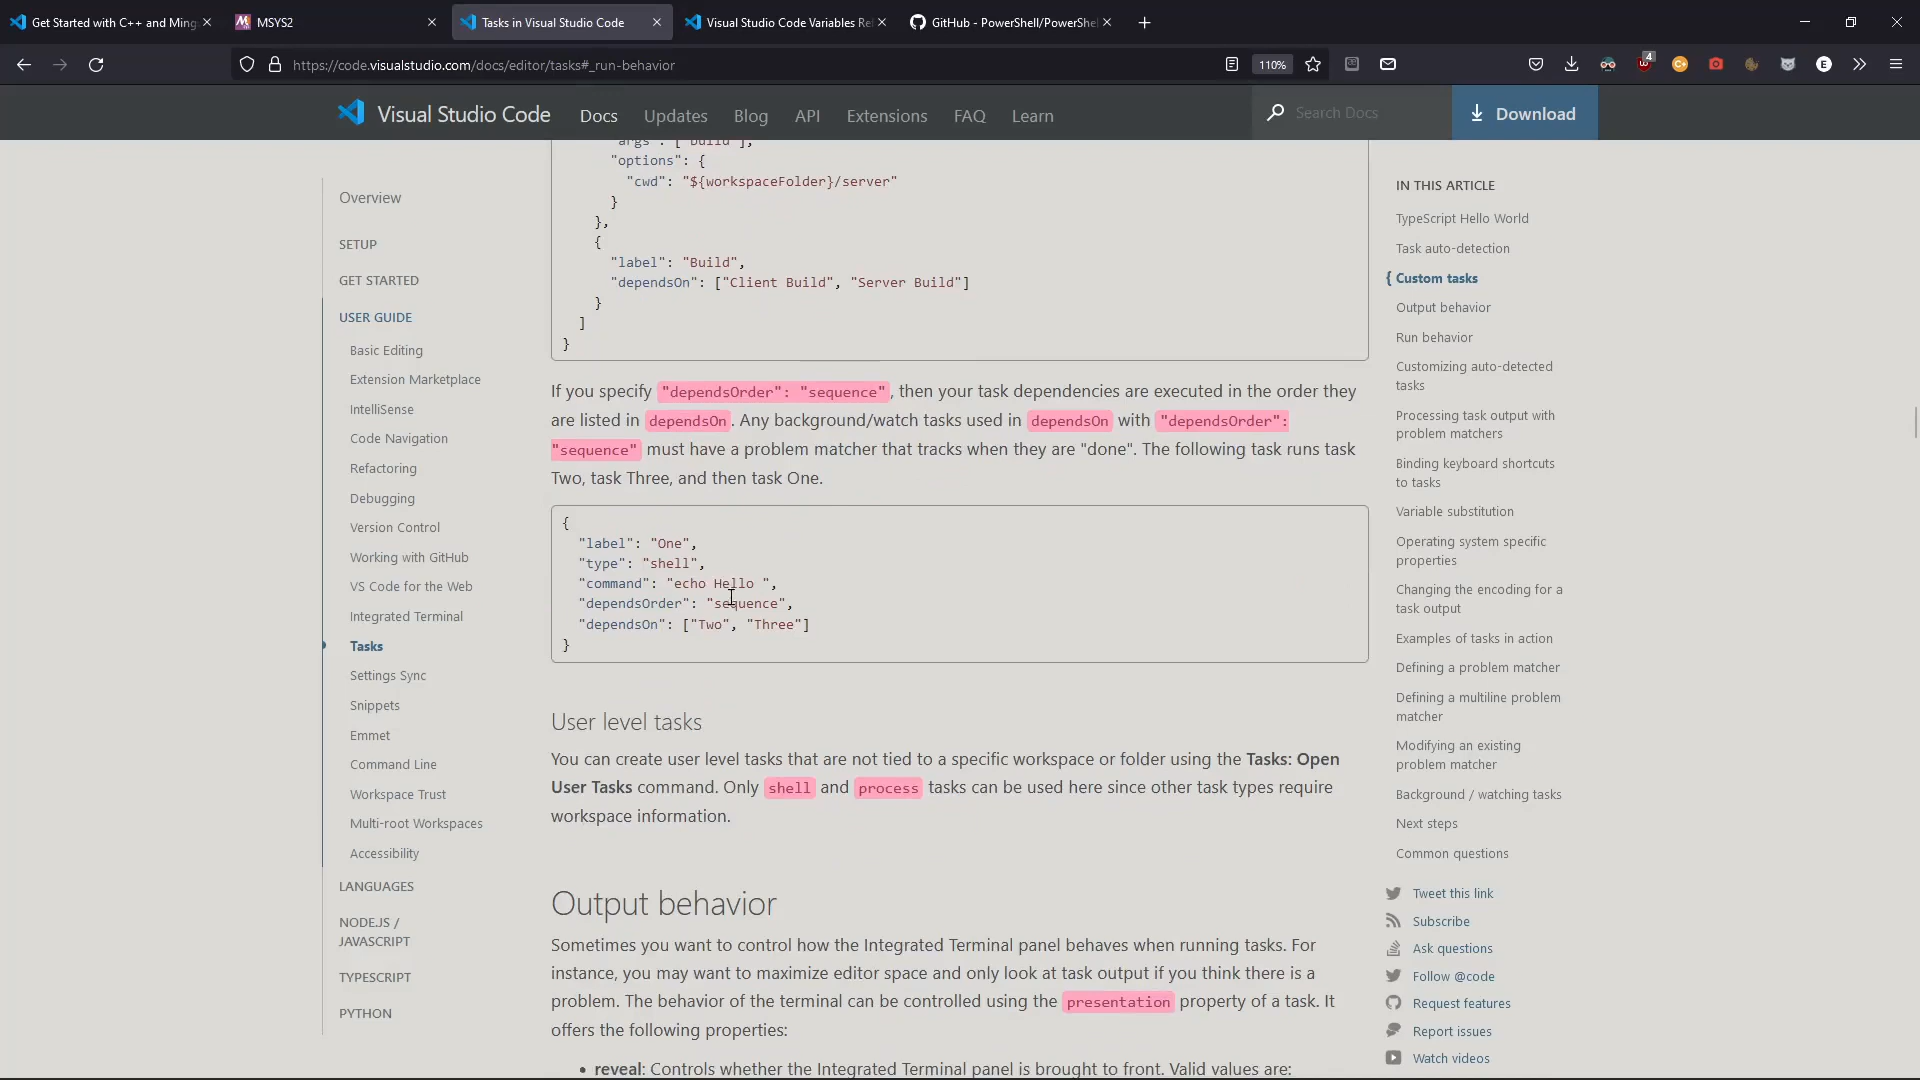 Get Started with C++ and Ming
MSYS2
Tasks in Visual Studio Code
Visual Studio Code Variables Re
GitHub - PowerShell/PowerShe
https://code.visualstudio.com/docs/editor/tasks#_run-behavior
110%
4
E
Visual Studio Code
Docs
Updates
Blog
API
Extensions
FAQ
Learn
Search Docs
Download
Overview
SETUP
GET STARTED
USER GUIDE
Basic Editing
Extension Marketplace
IntelliSense
Code Navigation
Refactoring
Debugging
Version Control
Working with GitHub
VS Code for the Web
Integrated Terminal
Tasks
Settings Sync
Snippets
Emmet
Command Line
Workspace Trust
Multi-root Workspaces
Accessibility
LANGUAGES
NODEJS /
JAVASCRIPT
TYPESCRIPT
PYTHON
"args": ["build"],
"options": {
"cwd": "${workspaceFolder}/server"
}
},
{
"label": "Build",
"dependsOn": ["Client Build", "Server Build"]
}
]
}
If you specify "dependsOrder": "sequence", then your task dependencies are executed in the order they
are listed in dependsOn. Any background/watch tasks used in dependsOn with "dependsOrder":
"sequence" must have a problem matcher that tracks when they are "done". The following task runs task
Two, task Three, and then task One.
{
"label": "One",
"type": "shell",
"command": "echo Hello ",
"dependsOrder": "sequence",
"dependsOn": ["Two", "Three"]
}
User level tasks
You can create user level tasks that are not tied to a specific workspace or folder using the Tasks: Open
User Tasks command. Only shell and process tasks can be used here since other task types require
workspace information.
Output behavior
Sometimes you want to control how the Integrated Terminal panel behaves when running tasks. For
instance, you may want to maximize editor space and only look at task output if you think there is a
problem. The behavior of the terminal can be controlled using the presentation property of a task. It
offers the following properties:
• reveal: Controls whether the Integrated Terminal panel is brought to front. Valid values are:
IN THIS ARTICLE
TypeScript Hello World
Task auto-detection
{ Custom tasks
Output behavior
Run behavior
Customizing auto-detected
tasks
Processing task output with
problem matchers
Binding keyboard shortcuts
to tasks
Variable substitution
Operating system specific
properties
Changing the encoding for a
task output
Examples of tasks in action
Defining a problem matcher
Defining a multiline problem
matcher
Modifying an existing
problem matcher
Background / watching tasks
Next steps
Common questions
Tweet this link
Subscribe
Ask questions
Follow @code
Request features
Report issues
Watch videos